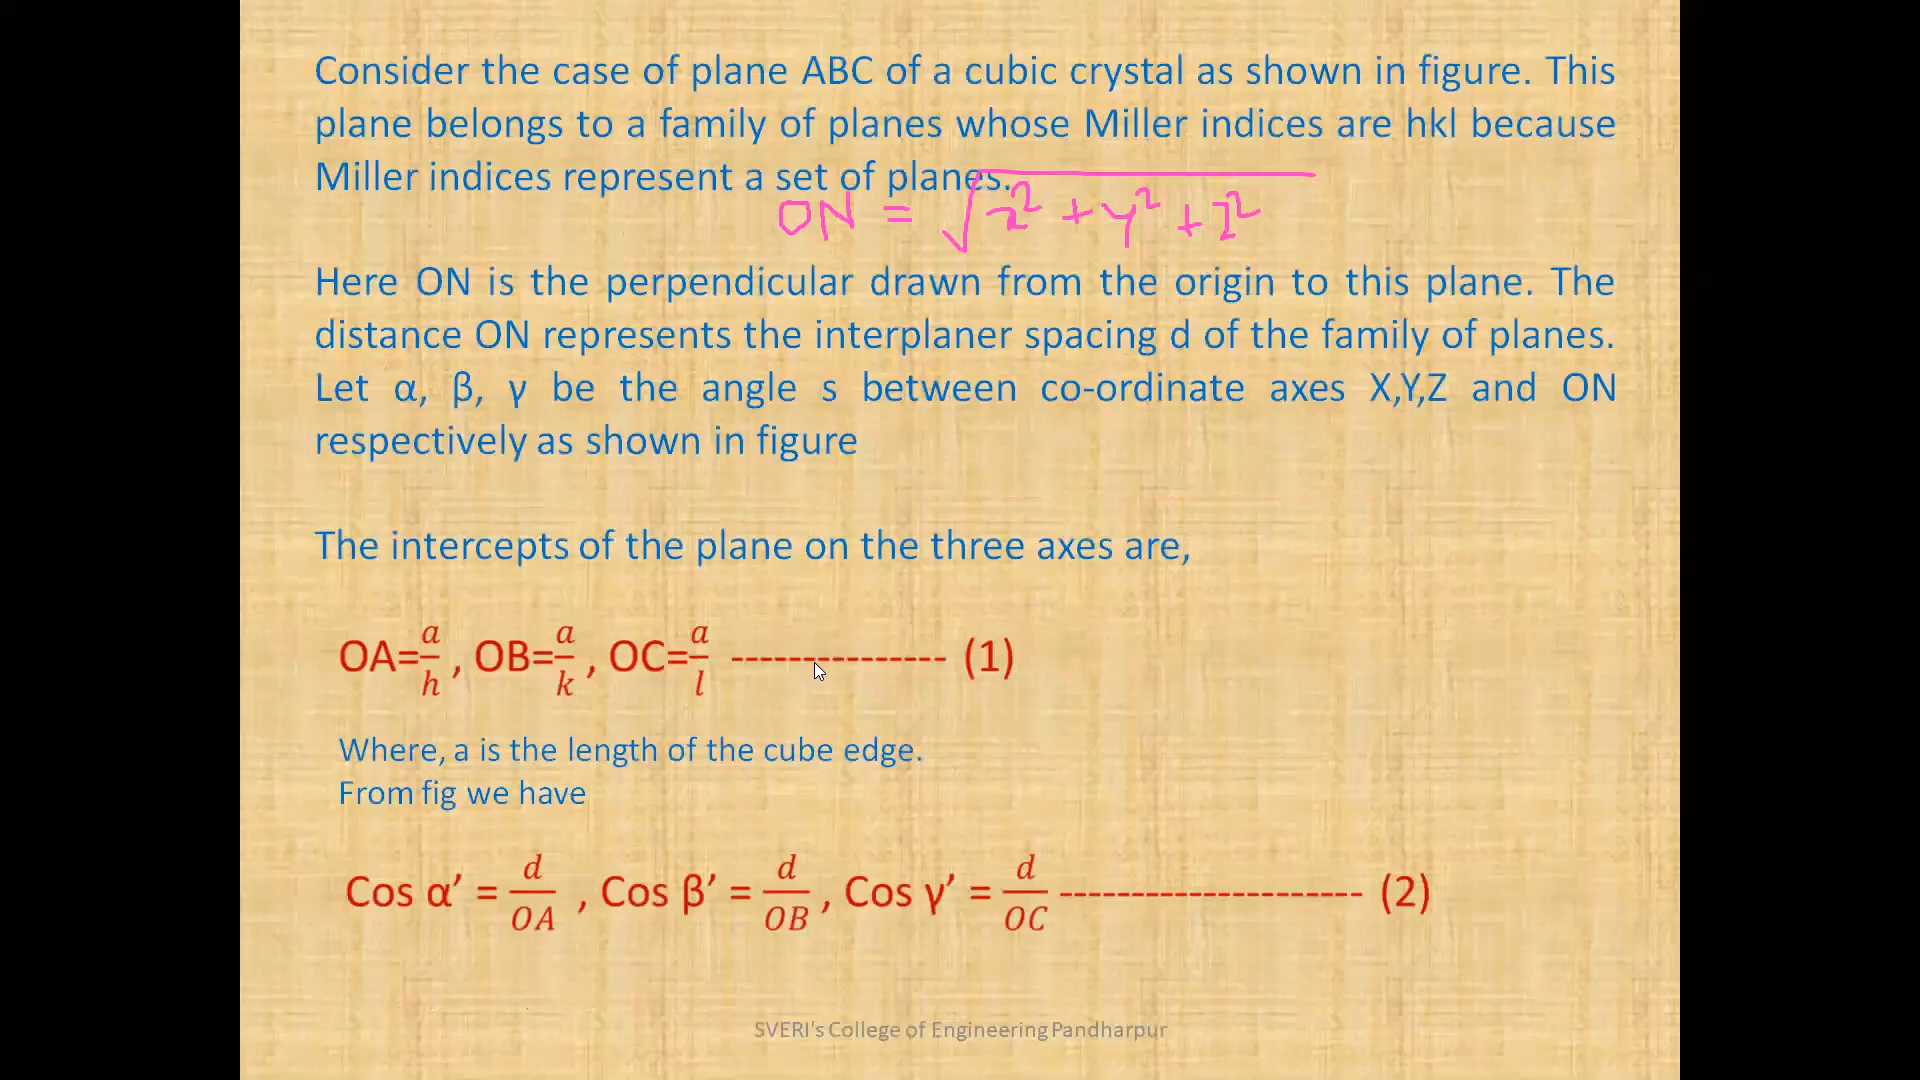 Consider the case of plane ABC of a cubic crystal as shown in figure. This
plane belongs to a family of planes whose Miller indices are hkl because
Miller indices represent a set of planes.
ON = √x² + y² + z²
Here ON is the perpendicular drawn from the origin to this plane. The
distance ON represents the interplaner spacing d of the family of planes.
Let α, β, γ be the angle s between co-ordinate axes X,Y,Z and ON
respectively as shown in figure
The intercepts of the plane on the three axes are,
OA=a/h , OB=a/k , OC=a/l --------------- (1)
Where, a is the length of the cube edge.
From fig we have
Cos α’ = d/OA , Cos β’ = d/OB , Cos γ’ = d/OC --------------------- (2)
SVERI's College of Engineering Pandharpur